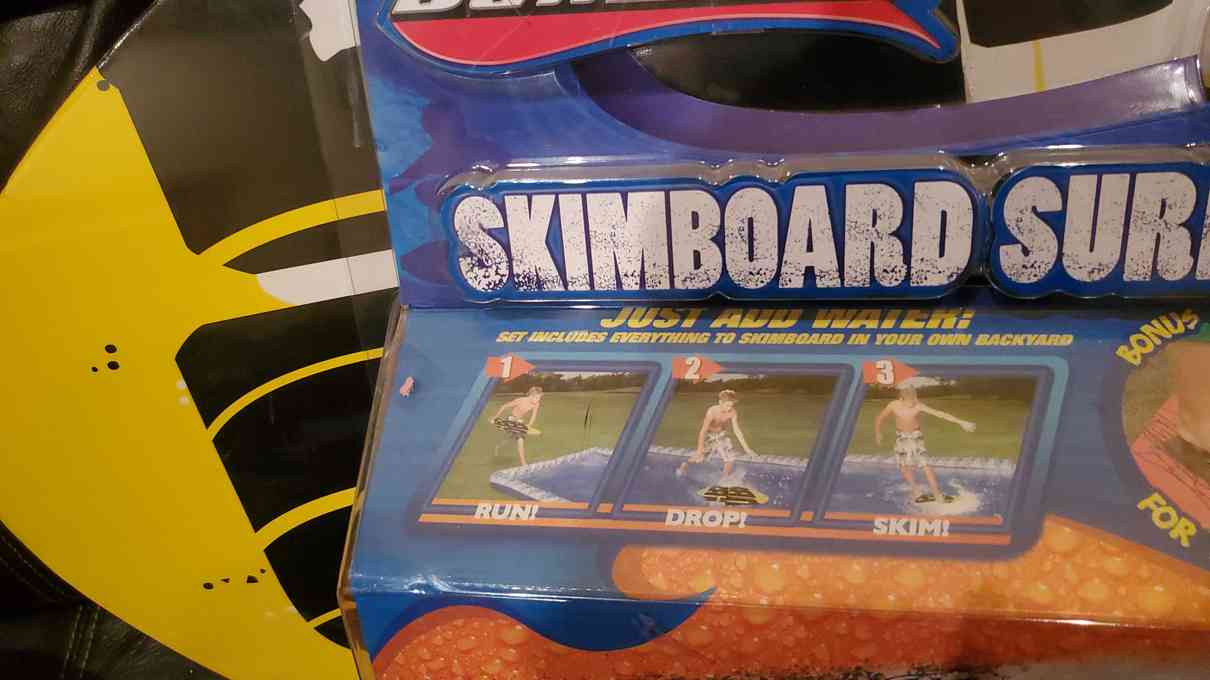 SKIMBOARD
JUST ADD WATER!
SET INCLUDES EVERYTHING TO SKIMBOARD IN YOUR OWN BACKYARD
1
2
3
RUN!
DROP!
SKIM!
BONUS
FOR